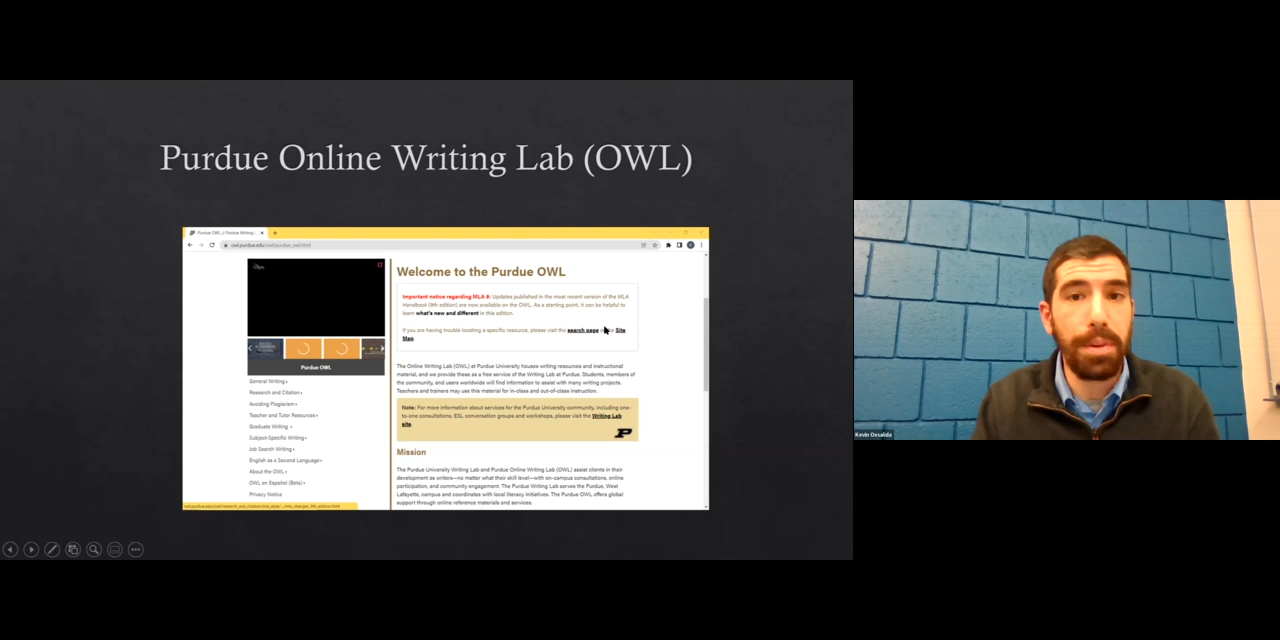 Purdue Online Writing Lab (OWL)
Purdue OWL // Purdue Writing
owl.purdue.edu/owl/purdue_owl.html
Welcome to the Purdue OWL
Important notice regarding MLA 9: Updates published in the most recent version of the MLA
Handbook (9th edition) are now available on the OWL. As a starting point, it can be helpful to
learn what's new and different in this edition.
If you are having trouble locating a specific resource, please visit the search page Site
Map
Purdue OWL
General Writing
Research and Citation
Avoiding Plagiarism
Teacher and Tutor Resources
Graduate Writing
Subject-Specific Writing
Job Search Writing
English as a Second Language
About the OWL
OWL en Español (Beta)
Privacy Notice
The Online Writing Lab (OWL) at Purdue University houses writing resources and instructional
material, and we provide these as a free service of the Writing Lab at Purdue. Students, members of
the community, and users worldwide will find information to assist with many writing projects.
Teachers and trainers may use this material for in-class and out-of-class instruction.
Note: For more information about services for the Purdue University community, including one-
to-one consultations, ESL conversation groups and workshops, please visit the Writing Lab
site.
Mission
The Purdue University Writing Lab and Purdue Online Writing Lab (OWL) assist clients in their
development as writers—no matter what their skill level—with on-campus consultations, online
participation, and community engagement. The Purdue Writing Lab serves the Purdue, West
Lafayette, campus and coordinates with local literacy initiatives. The Purdue OWL offers global
support through online reference materials and services.
Kevin Oxsalida